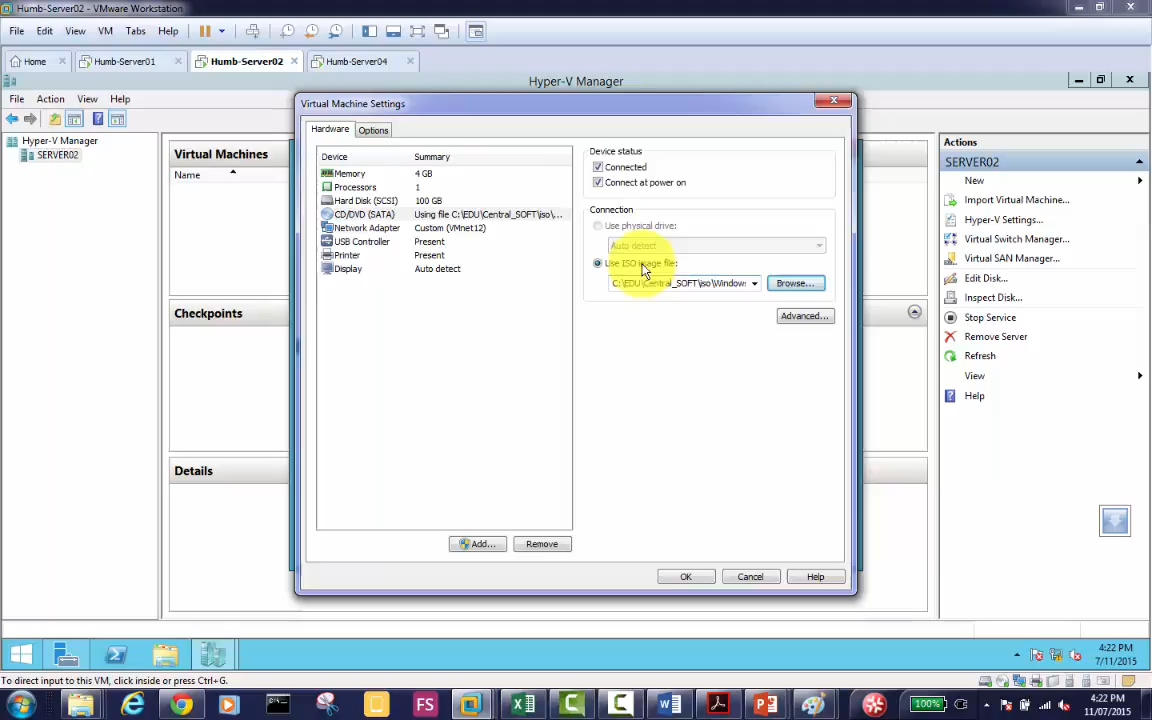 Humb-Server02 - VMware Workstation
File Edit View VM Tabs Help
Home Humb-Server01 Humb-Server02 Humb-Server04
Hyper-V Manager
File Action View Help
Hyper-V Manager
SERVER02
Virtual Machines
Name
Checkpoints
Details
Virtual Machine Settings
Hardware Options
Device Summary
Memory 4 GB
Processors 1
Hard Disk (SCSI) 100 GB
CD/DVD (SATA) Using file C:\EDU\Central_SOFT\iso\...
Network Adapter Custom (VMnet12)
USB Controller Present
Printer Present
Display Auto detect
Add... Remove
Device status
Connected
Connect at power on
Connection
Use physical drive:
Auto detect
Use ISO image file:
C:\EDU\Central_SOFT\iso\Window:
Browse...
Advanced...
OK Cancel Help
Actions
SERVER02
New
Import Virtual Machine...
Hyper-V Settings...
Virtual Switch Manager...
Virtual SAN Manager...
Edit Disk...
Inspect Disk...
Stop Service
Remove Server
Refresh
View
Help
4:22 PM
7/11/2015
To direct input to this VM, click inside or press Ctrl+G.
FS
100%
4:22 PM
11/07/2015